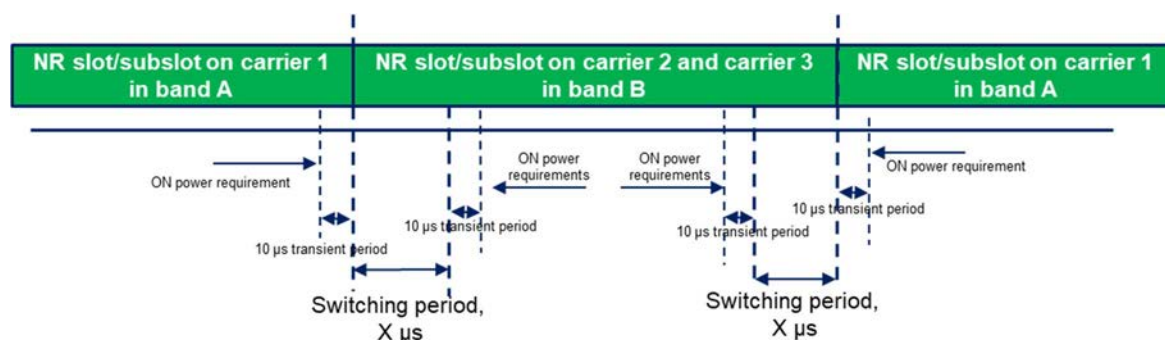 NR slot/subslot on carrier 1
in band A
NR slot/subslot on carrier 2 and carrier 3
in band B
NR slot/subslot on carrier 1
in band A
ON power requirement
ON power
requirements
ON power
requirements
ON power requirement
10 µs transient period
10 µs transient period
10 µs transient period
10 µs transient period
Switching period,
X µs
Switching period,
X µs